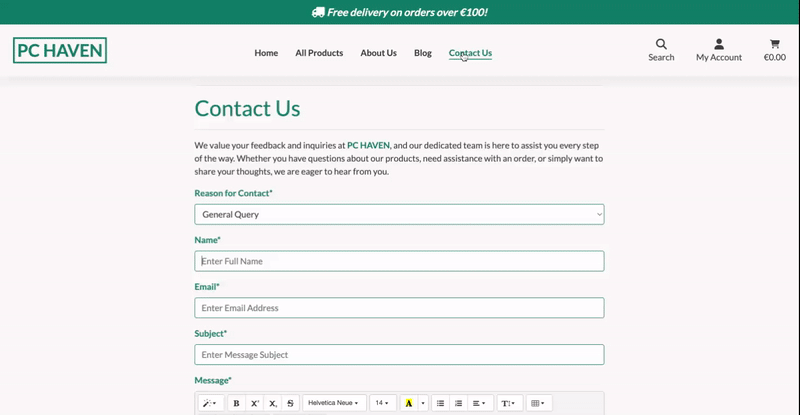 Free delivery on orders over €100!
PC HAVEN
Home All Products About Us Blog Contact Us
Search My Account €0.00
Contact Us
We value your feedback and inquiries at PC HAVEN, and our dedicated team is here to assist you every step
of the way. Whether you have questions about our products, need assistance with an order, or simply want to
share your thoughts, we are eager to hear from you.
Reason for Contact*
General Query
Name*
Enter Full Name
Email*
Enter Email Address
Subject*
Enter Message Subject
Message*
B X² X₂ S Helvetica Neue 14 A T